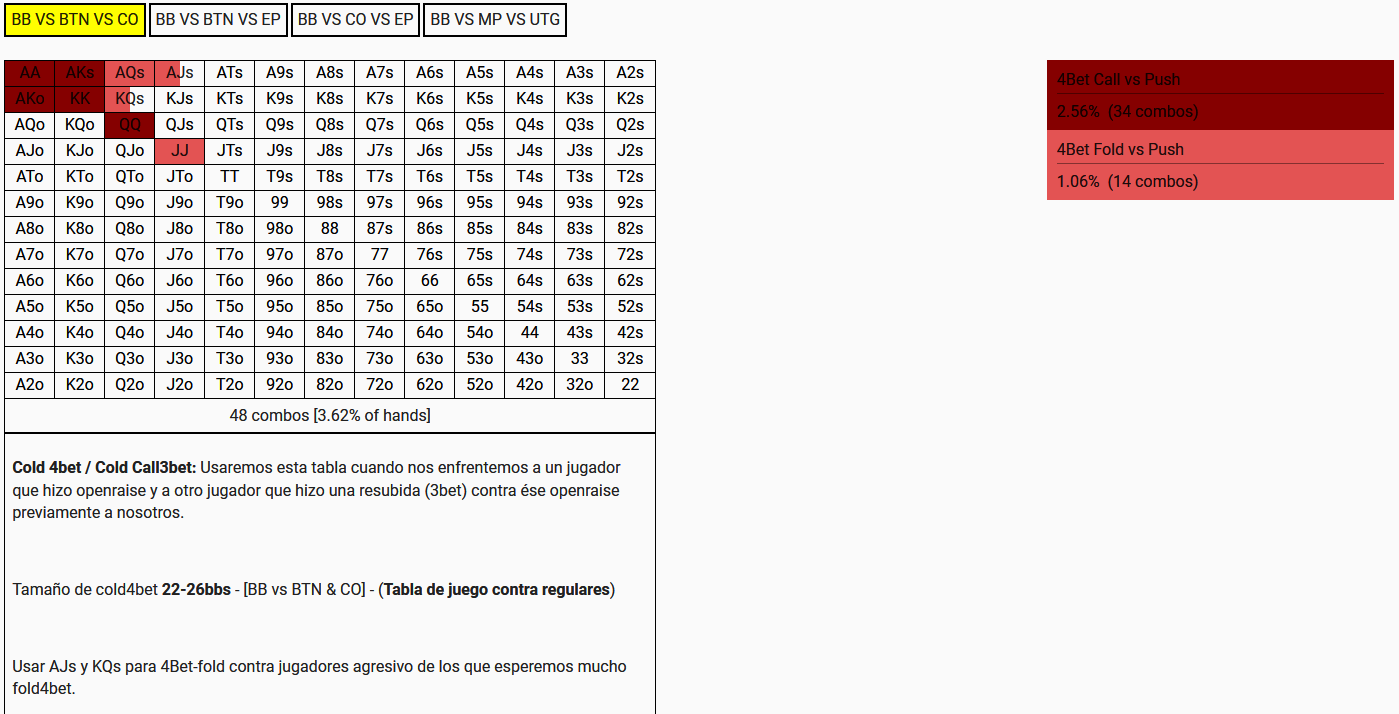 BB VS BTN VS CO BB VS BTN VS EP BB VS CO VS EP BB VS MP VS UTG
AA AKs AQs AJs ATs A9s A8s A7s A6s A5s A4s A3s A2s
AKo KK KQs KJs KTs K9s K8s K7s K6s K5s K4s K3s K2s
AQo KQo QQ QJs QTs Q9s Q8s Q7s Q6s Q5s Q4s Q3s Q2s
AJo KJo QJo JJ JTs J9s J8s J7s J6s J5s J4s J3s J2s
ATo KTo QTo JTo TT T9s T8s T7s T6s T5s T4s T3s T2s
A9o K9o Q9o J9o T9o 99 98s 97s 96s 95s 94s 93s 92s
A8o K8o Q8o J8o T8o 98o 88 87s 86s 85s 84s 83s 82s
A7o K7o Q7o J7o T7o 97o 87o 77 76s 75s 74s 73s 72s
A6o K6o Q6o J6o T6o 96o 86o 76o 66 65s 64s 63s 62s
A5o K5o Q5o J5o T5o 95o 85o 75o 65o 55 54s 53s 52s
A4o K4o Q4o J4o T4o 94o 84o 74o 64o 54o 44 43s 42s
A3o K3o Q3o J3o T3o 93o 83o 73o 63o 53o 43o 33 32s
A2o K2o Q2o J2o T2o 92o 82o 72o 62o 52o 42o 32o 22
48 combos [3.62% of hands]
Cold 4bet / Cold Call3bet: Usaremos esta tabla cuando nos enfrentemos a un jugador
que hizo openraise y a otro jugador que hizo una resubida (3bet) contra ése openraise
previamente a nosotros.
Tamaño de cold4bet 22-26bbs - [BB vs BTN & CO] - (Tabla de juego contra regulares)
Usar AJs y KQs para 4Bet-fold contra jugadores agresivo de los que esperemos mucho
fold4bet.
4Bet Call vs Push
2.56% (34 combos)
4Bet Fold vs Push
1.06% (14 combos)